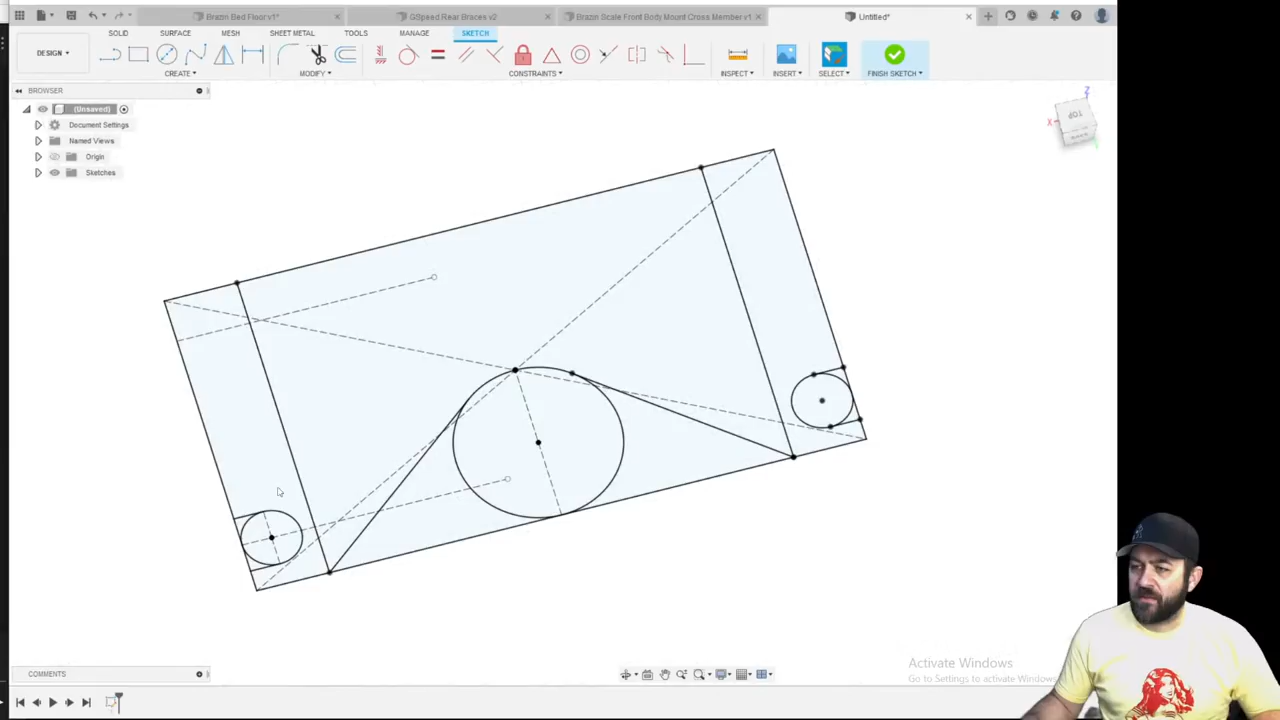 Brazin Bed Floor v1*
GSpeed Rear Braces v2
Brazin Scale Front Body Mount Cross Member v1
Untitled*
SOLID
SURFACE
MESH
SHEET METAL
TOOLS
MANAGE
SKETCH
DESIGN
CREATE
MODIFY
CONSTRAINTS
INSPECT
INSERT
SELECT
FINISH SKETCH
BROWSER
(Unsaved)
Document Settings
Named Views
Origin
Sketches
Z
TOP
X
COMMENTS
Activate Windows
Go to Settings to activate Windows